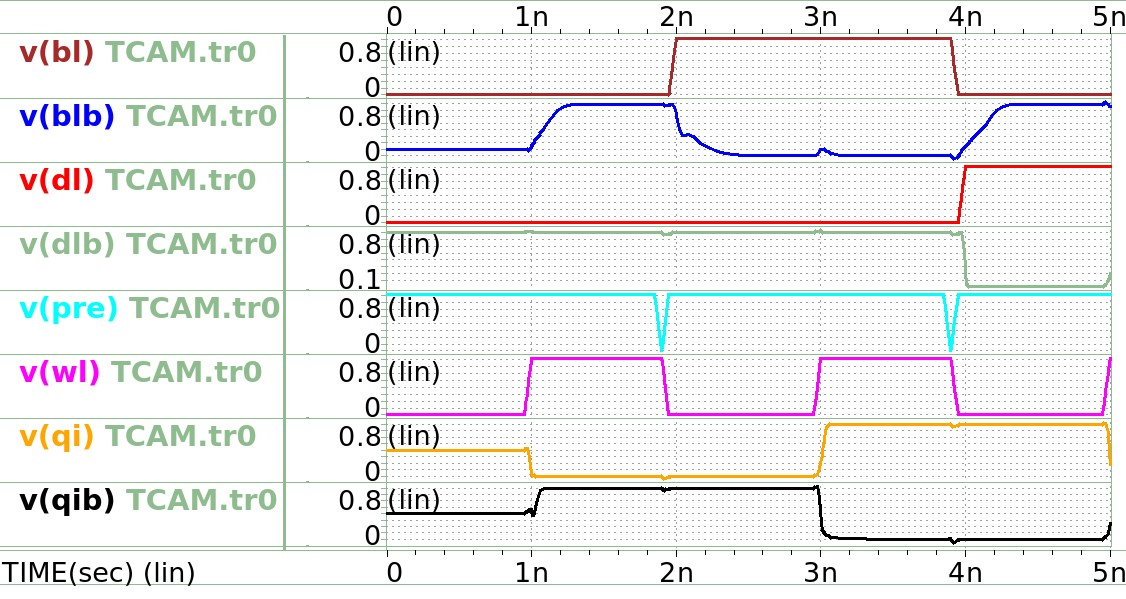 0 1n 2n 3n 4n 5n
v(bl) TCAM.tr0 0.8 (lin)
0
v(blb) TCAM.tr0 0.8 (lin)
0
v(dl) TCAM.tr0 0.8 (lin)
0
v(dlb) TCAM.tr0 0.8 (lin)
0.1
v(pre) TCAM.tr0 0.8 (lin)
0
v(wl) TCAM.tr0 0.8 (lin)
0
v(qi) TCAM.tr0 0.8 (lin)
0
v(qib) TCAM.tr0 0.8 (lin)
0
TIME(sec) (lin) 0 1n 2n 3n 4n 5n